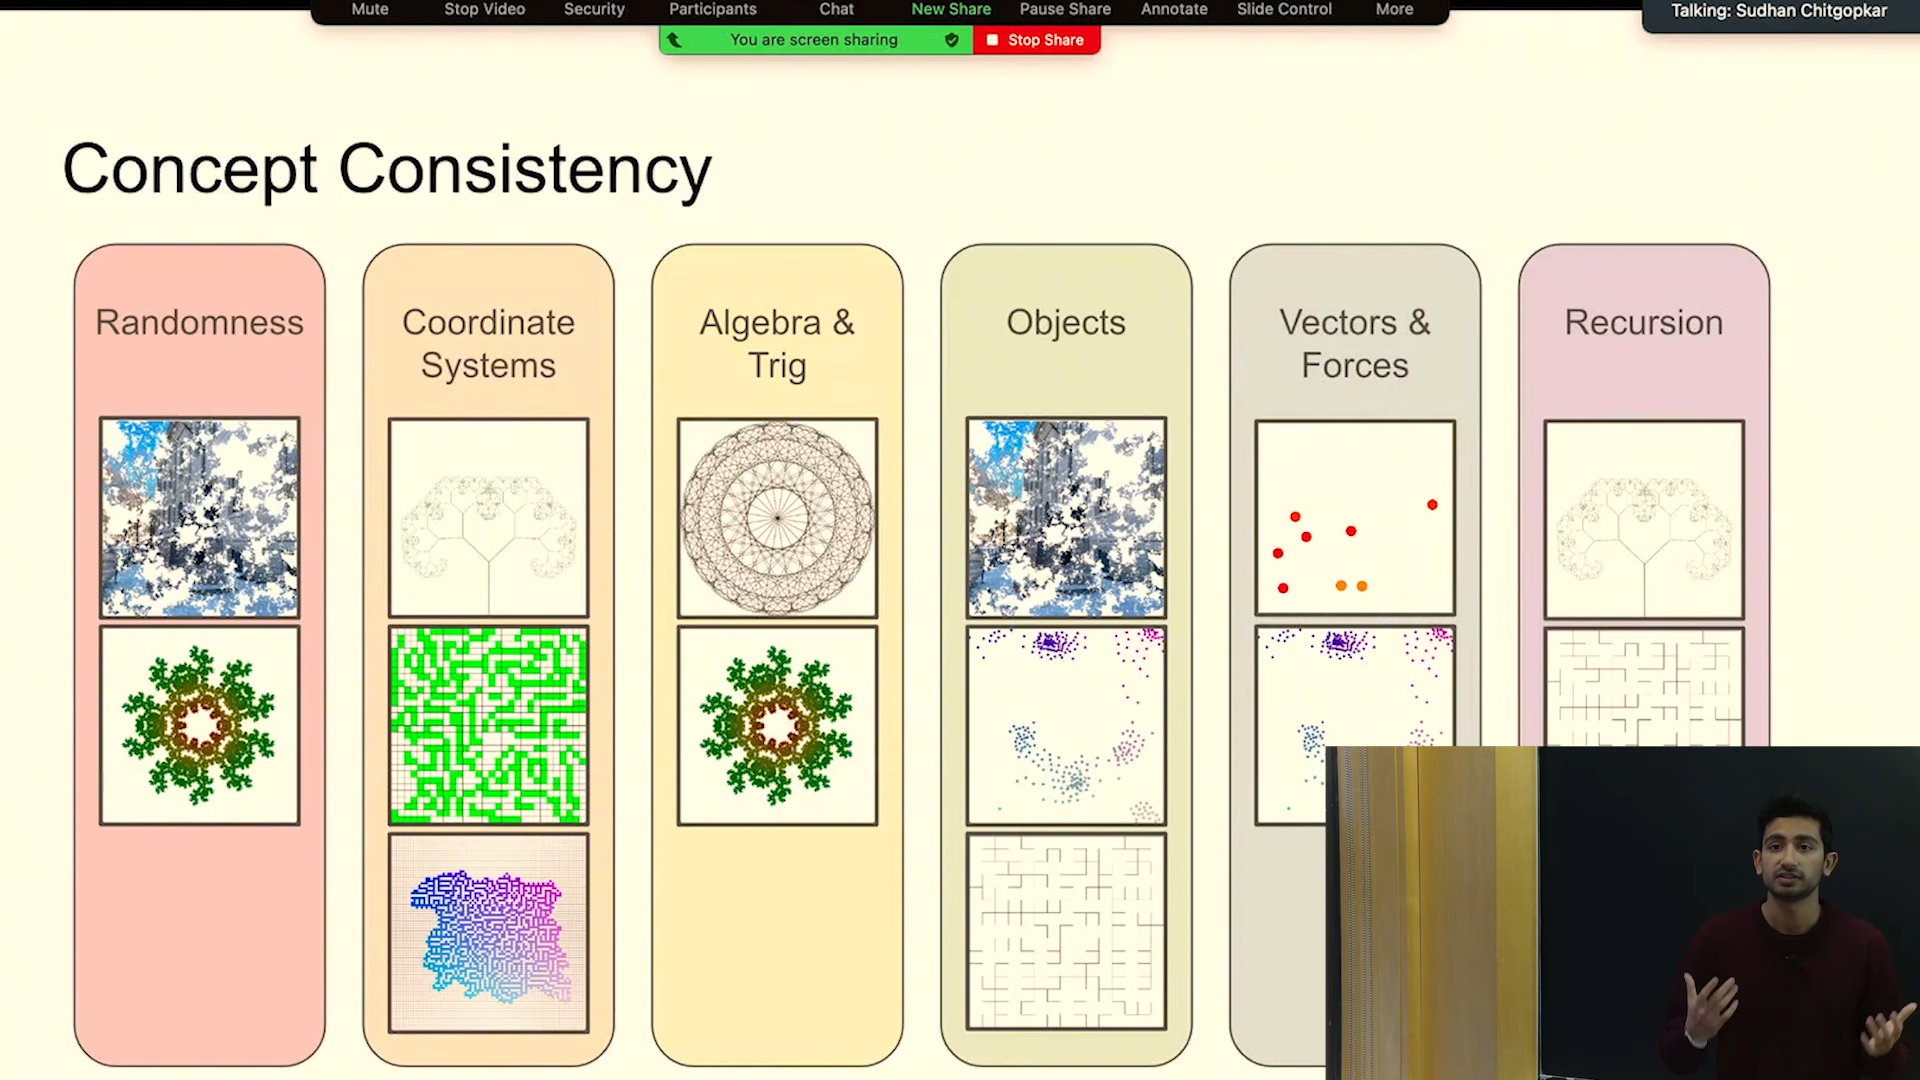 Mute Stop Video Security Participants Chat New Share Pause Share Annotate Slide Control More
Talking: Sudhan Chitgopkar
You are screen sharing
Stop Share
Concept Consistency
Randomness
Coordinate
Systems
Algebra &
Trig
Objects
Vectors &
Forces
Recursion